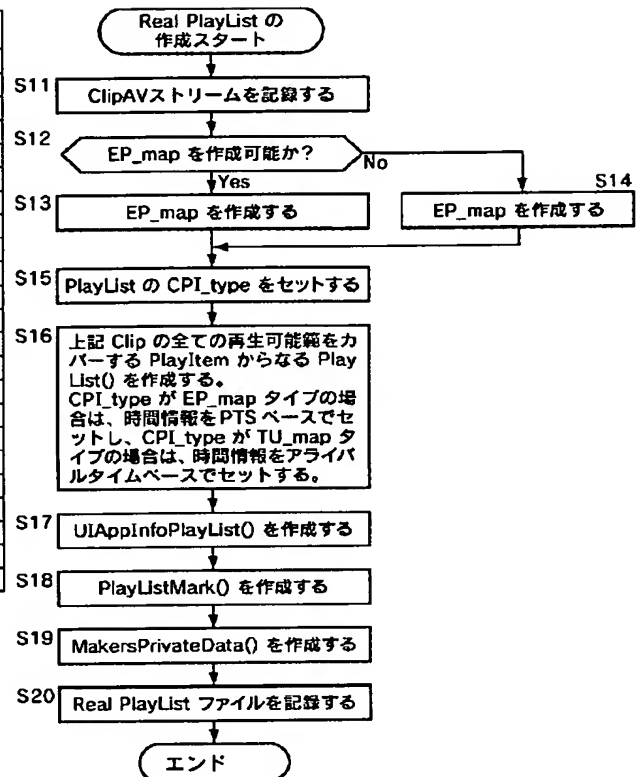 Real PlayList の
作成スタート
S11
ClipAVストリームを記録する
S12
EP_map を作成可能か？
No
Yes
S13
EP_map を作成する
S14
EP_map を作成する
S15
PlayList の CPI_type をセットする
S16
上記 Clip の全ての再生可能範をカ
バーする PlayItem からなる Play
List() を作成する。
CPI_type が EP_map タイプの場
合は、時間情報をPTS ベースでセ
ットし、CPI_type が TU_map タ
イプの場合は、時間情報をアライバ
ルタイムベースでセットする。
S17
UIAppInfoPlayList() を作成する
S18
PlayListMark() を作成する
S19
MakersPrivateData() を作成する
S20
Real PlayList ファイルを記録する
エンド